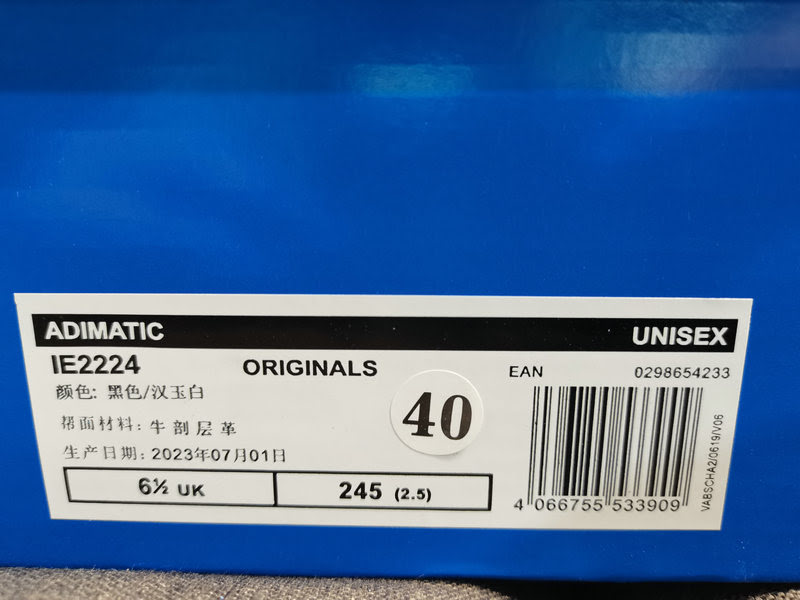 ADIMATIC UNISEX
IE2224 ORIGINALS EAN 0298654233
颜色: 黑色/汉玉白
帮面材料: 牛剖层革
生产日期: 2023年07月01日
40
6½ UK 245 (2.5)
4 066755 533909
VABSCHA2/0619/V06